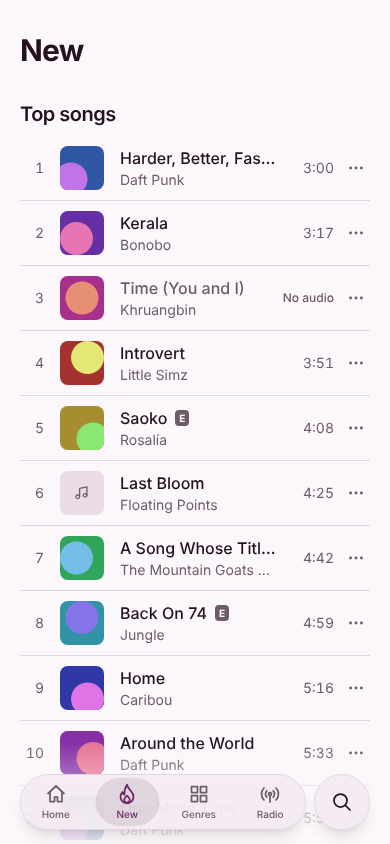 New
Top songs
1
Harder, Better, Fas...
Daft Punk
3:00
2
Kerala
Bonobo
3:17
3
Time (You and I)
Khruangbin
No audio
4
Introvert
Little Simz
3:51
5
Saoko E
Rosalía
4:08
6
Last Bloom
Floating Points
4:25
7
A Song Whose Titl...
The Mountain Goats ...
4:42
8
Back On 74 E
Jungle
4:59
9
Home
Caribou
5:16
10
Around the World
Daft Punk
5:33
One More Time
Daft Punk
Home
New
Genres
Radio